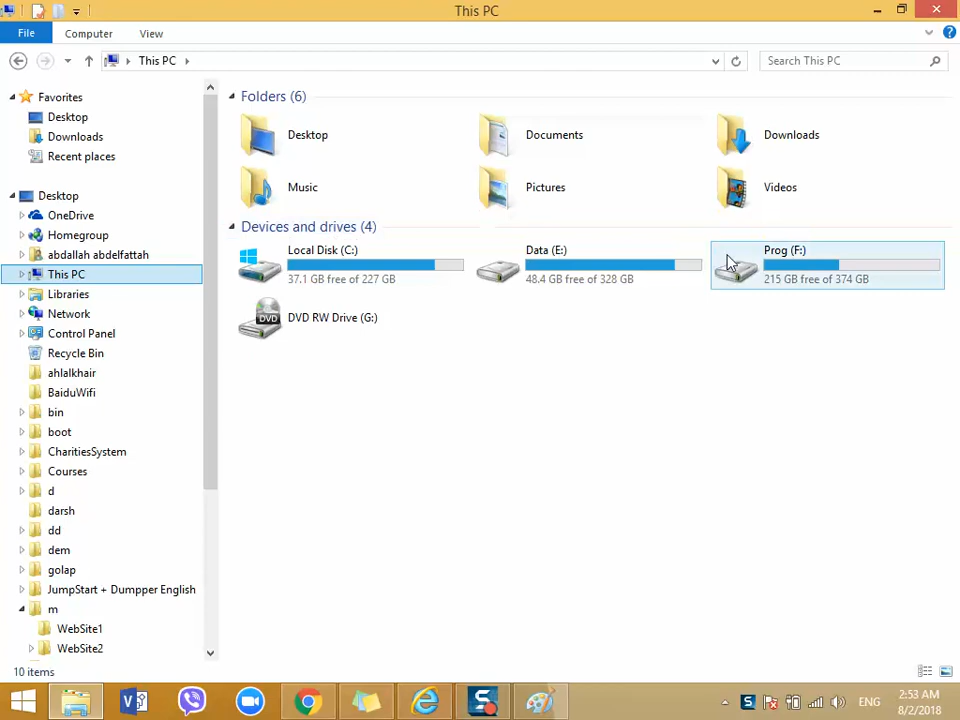 This PC
File
Computer
View
This PC
Search This PC
Favorites
Desktop
Downloads
Recent places
Desktop
OneDrive
Homegroup
abdallah abdelfattah
This PC
Libraries
Network
Control Panel
Recycle Bin
ahlalkhair
BaiduWifi
bin
boot
CharitiesSystem
Courses
d
darsh
dd
dem
golap
JumpStart + Dumpper English
m
WebSite1
WebSite2
Folders (6)
Desktop
Documents
Downloads
Music
Pictures
Videos
Devices and drives (4)
Local Disk (C:)
37.1 GB free of 227 GB
Data (E:)
48.4 GB free of 328 GB
Prog (F:)
215 GB free of 374 GB
DVD
DVD RW Drive (G:)
10 items
ENG
2:53 AM
8/2/2018